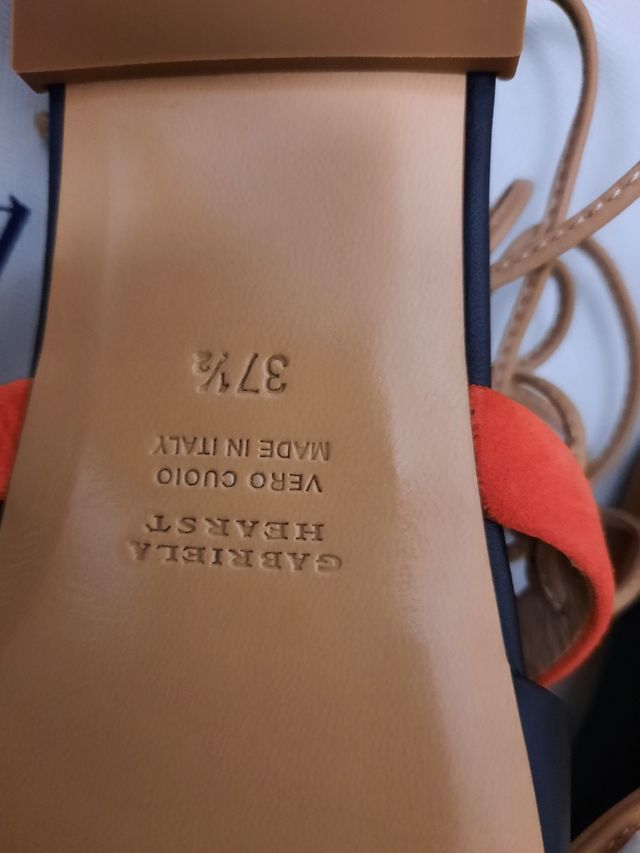 GABRIELA
HEARST
VERO CUOIO
MADE IN ITALY
37½